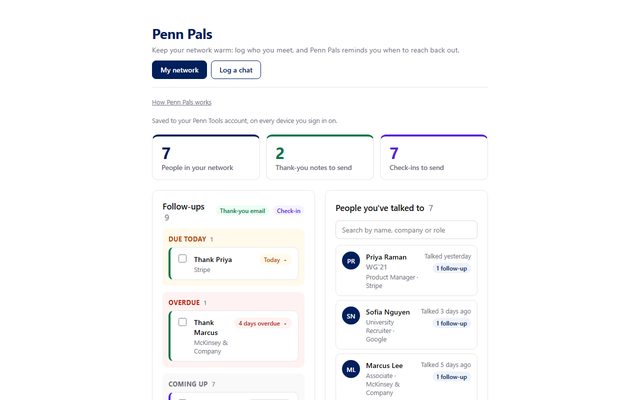 Penn Pals
Keep your network warm: log who you meet, and Penn Pals reminds you when to reach back out.
My network
Log a chat
How Penn Pals works
Saved to your Penn Tools account, on every device you sign in on.
7
People in your network
2
Thank-you notes to send
7
Check-ins to send
Follow-ups
9
Thank-you email
Check-in
DUE TODAY 1
Thank Priya
Stripe
Today
OVERDUE 1
Thank
Marcus
McKinsey &
Company
4 days overdue
COMING UP 7
People you've talked to 7
Search by name, company or role
PR
Priya Raman
WG'21
Product Manager ·
Stripe
Talked yesterday
1 follow-up
SN
Sofia Nguyen
University
Recruiter ·
Google
Talked 3 days ago
1 follow-up
ML
Marcus Lee
Associate ·
McKinsey &
Company
Talked 5 days ago
1 follow-up